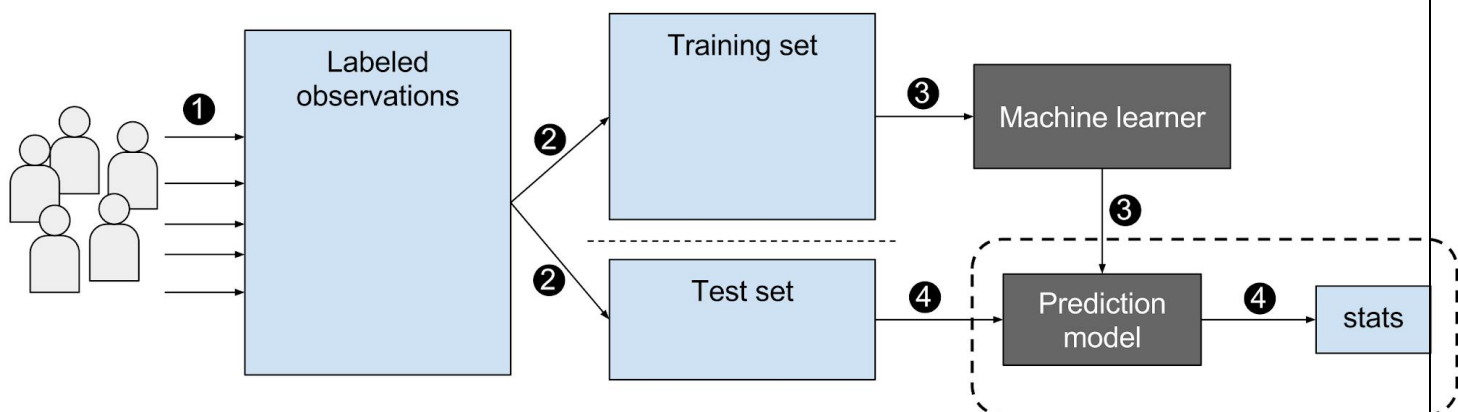 1
Labeled
observations
2
2
Training set
Test set
3
Machine learner
3
4
Prediction
model
4
stats